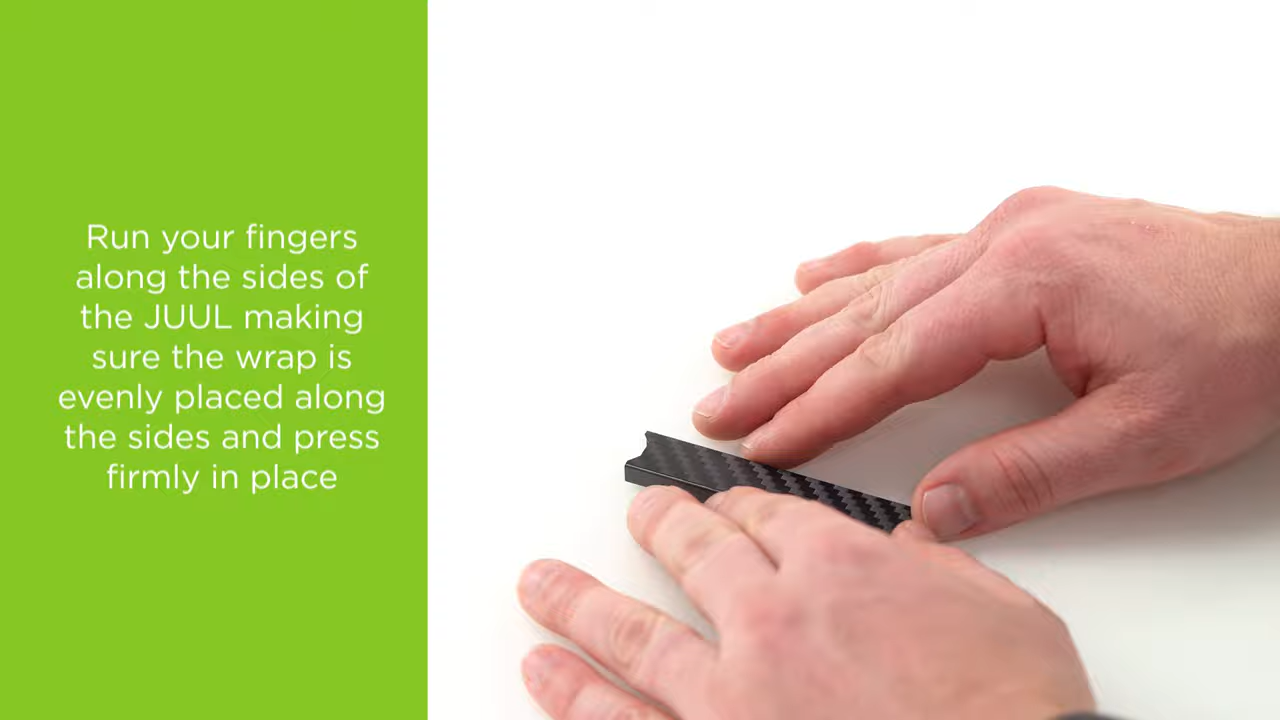 Run your fingers
along the sides of
the JUUL making
sure the wrap is
evenly placed along
the sides and press
firmly in place